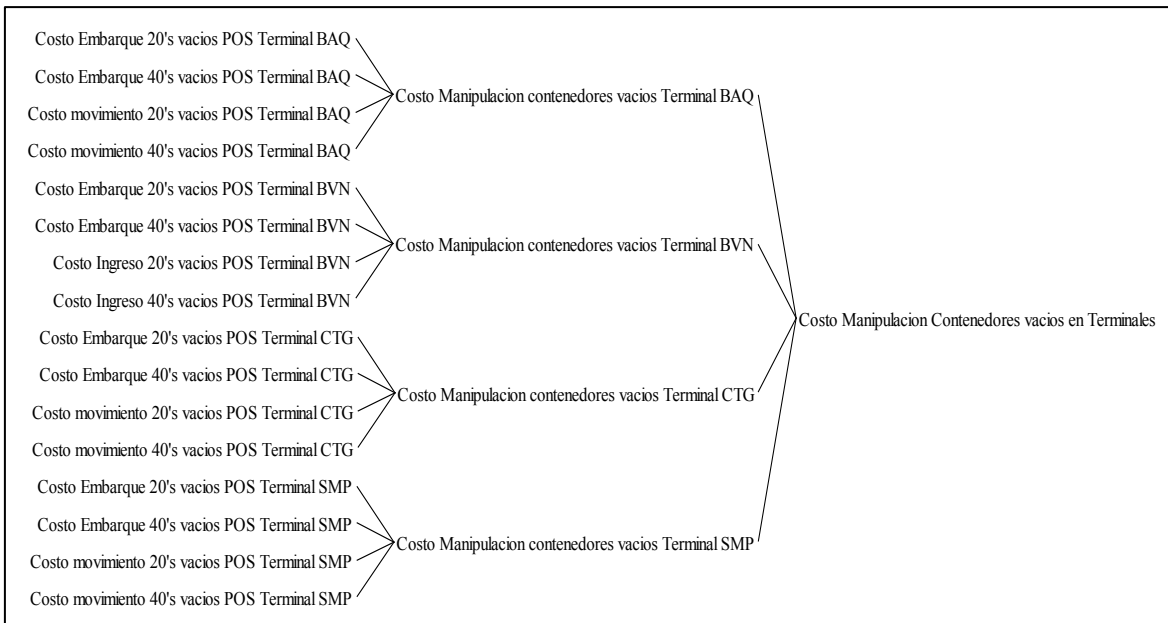 Costo Embarque 20's vacios POS Terminal BAQ
Costo Embarque 40's vacios POS Terminal BAQ
Costo movimiento 20's vacios POS Terminal BAQ
Costo movimiento 40's vacios POS Terminal BAQ
Costo Manipulacion contenedores vacios Terminal BAQ
Costo Embarque 20's vacios POS Terminal BVN
Costo Embarque 40's vacios POS Terminal BVN
Costo Ingreso 20's vacios POS Terminal BVN
Costo Ingreso 40's vacios POS Terminal BVN
Costo Manipulacion contenedores vacios Terminal BVN
Costo Embarque 20's vacios POS Terminal CTG
Costo Embarque 40's vacios POS Terminal CTG
Costo movimiento 20's vacios POS Terminal CTG
Costo movimiento 40's vacios POS Terminal CTG
Costo Manipulacion contenedores vacios Terminal CTG
Costo Embarque 20's vacios POS Terminal SMP
Costo Embarque 40's vacios POS Terminal SMP
Costo movimiento 20's vacios POS Terminal SMP
Costo movimiento 40's vacios POS Terminal SMP
Costo Manipulacion contenedores vacios Terminal SMP
Costo Manipulacion Contenedores vacios en Terminales